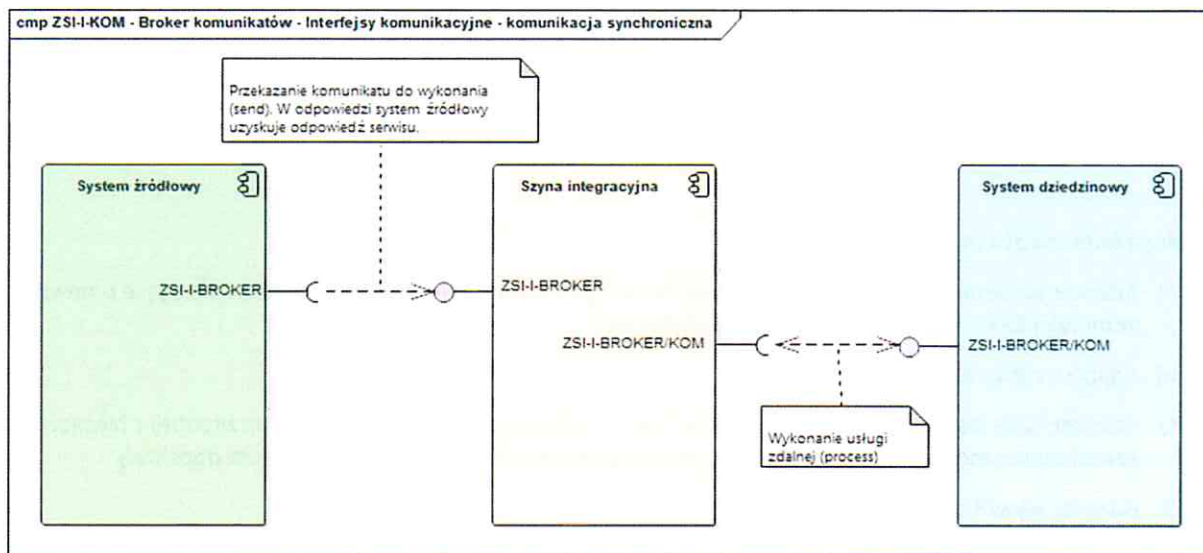 cmp ZSI-I-KOM - Broker komunikatów - Interfejsy komunikacyjne - komunikacja synchroniczna
Przekazanie komunikatu do wykonania
(send). W odpowiedzi system źródłowy
uzyskuje odpowiedź serwisu.
System źródłowy
Szyna integracyjna
System dziedzinowy
ZSI-I-BROKER
ZSI-I-BROKER
ZSI-I-BROKER/KOM
ZSI-I-BROKER/KOM
Wykonanie usługi
zdalnej (process)